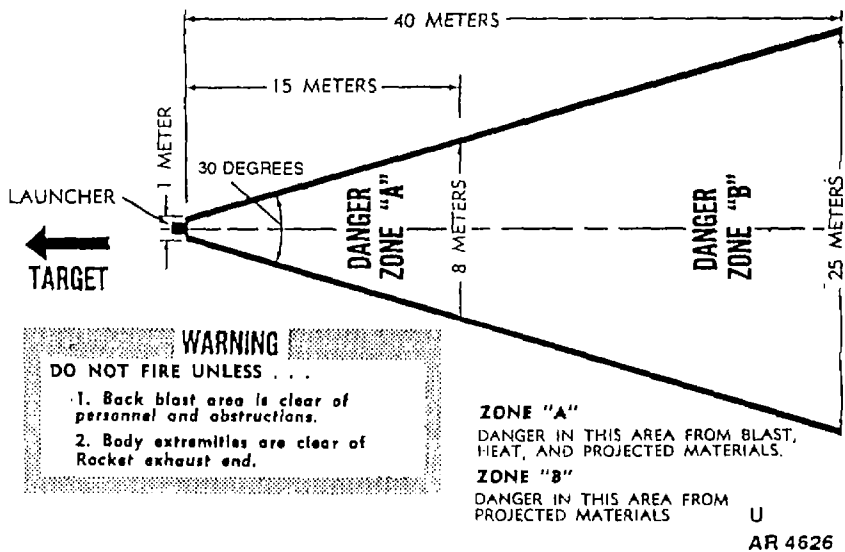 40 METERS
15 METERS
1 METER
30 DEGREES
LAUNCHER
DANGER
ZONE "A"
8 METERS
DANGER
ZONE "B"
25 METERS
TARGET
WARNING
DO NOT FIRE UNLESS . . .
1. Back blast area is clear of
personnel and obstructions.
2. Body extremities are clear of
Rocket exhaust end.
ZONE "A"
DANGER IN THIS AREA FROM BLAST,
HEAT, AND PROJECTED MATERIALS.
ZONE "B"
DANGER IN THIS AREA FROM
PROJECTED MATERIALS
U
AR 4626